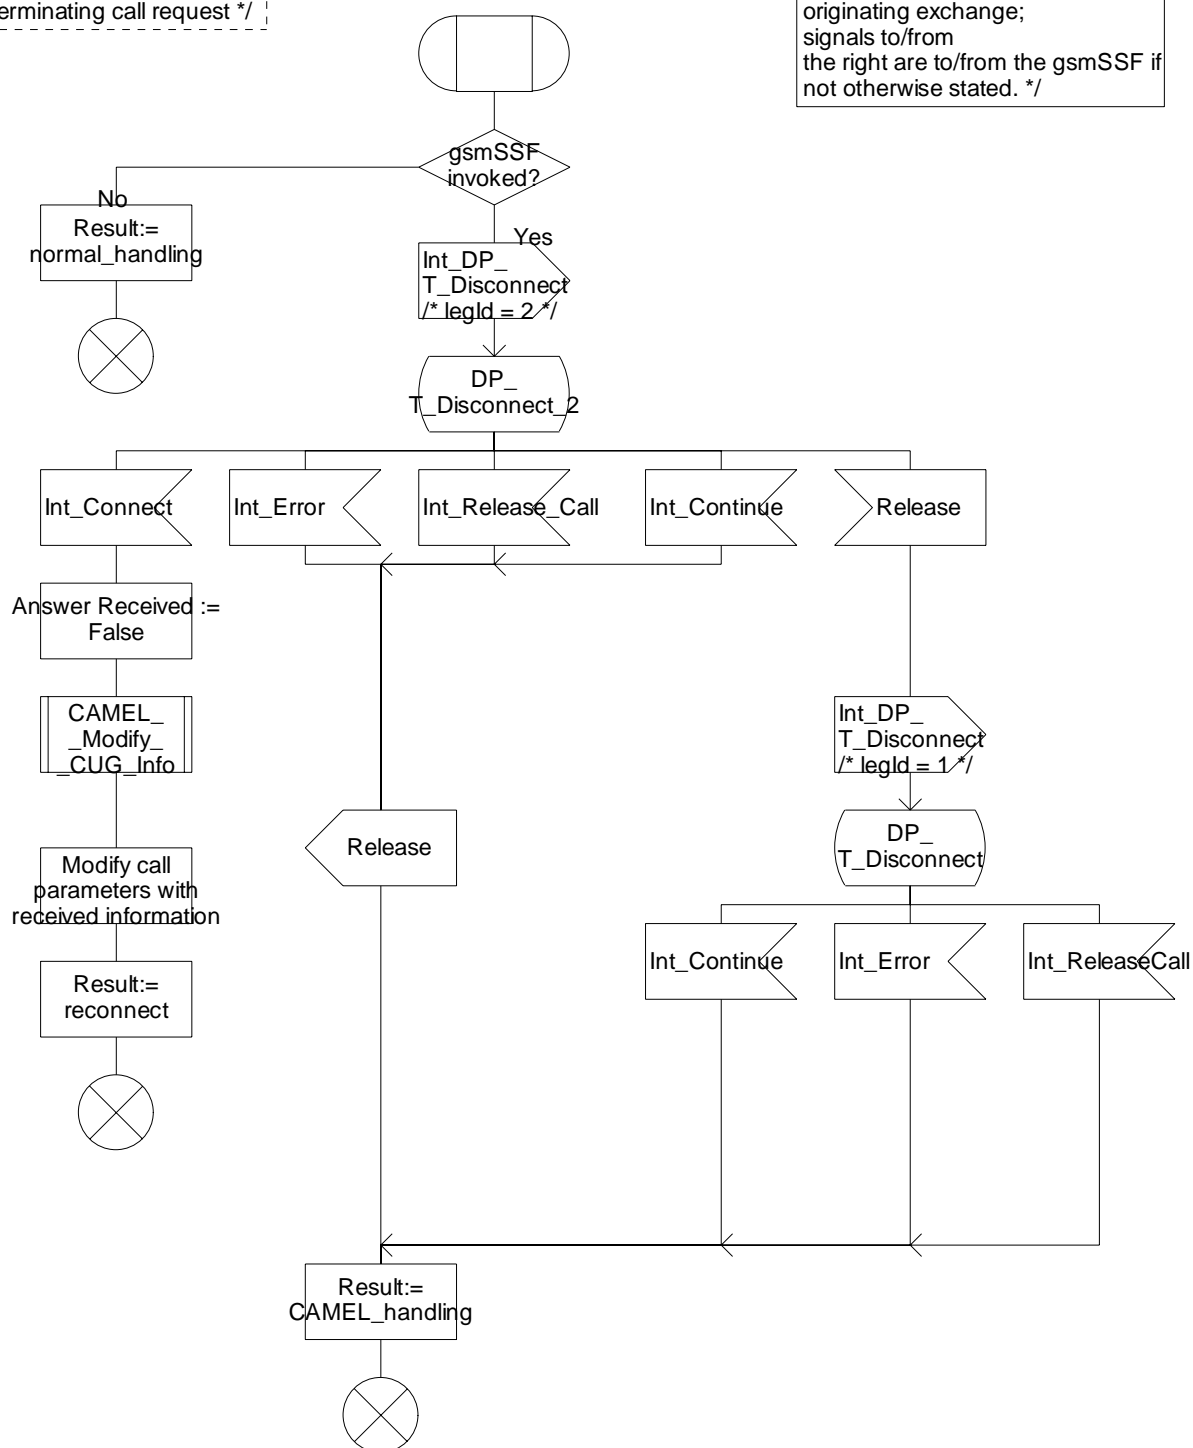 erminating call request */
originating exchange;
signals to/from
the right are to/from the gsmSSF if
not otherwise stated. */
gsmSSF
invoked?
No
Result:=
normal_handling
Yes
Int_DP_
T_Disconnect
/* legId = 2 */
DP_
T_Disconnect_2
Int_Connect
Int_Error
Int_Release_Call
Int_Continue
Release
Answer Received :=
False
CAMEL_
_Modify_
_CUG_Info
Int_DP_
T_Disconnect
/* legId = 1 */
Release
DP_
T_Disconnect
Modify call
parameters with
received information
Int_Continue
Int_Error
Int_ReleaseCall
Result:=
reconnect
Result:=
CAMEL_handling